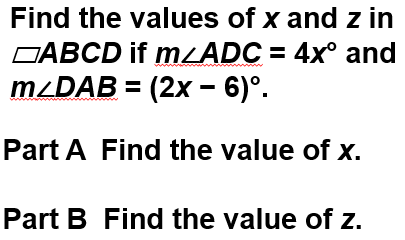 Find the values of x and z in
▱ABCD if m∠ADC = 4x° and
m∠DAB = (2x − 6)°.
Part A Find the value of x.
Part B Find the value of z.